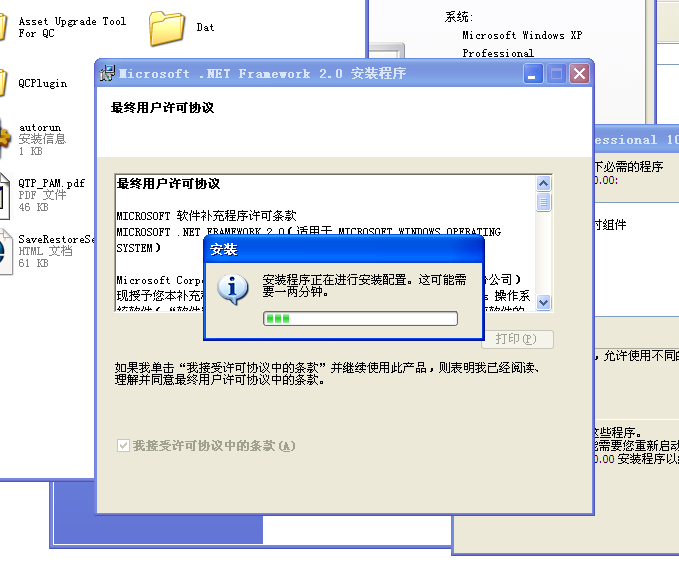 Asset Upgrade Tool
For QC
Dat
QCPlugin
autorun
安装信息
1 KB
QTP_PAM.pdf
PDF 文件
46 KB
SaveRestoreSe
HTML 文档
61 KB
系统:
Microsoft Windows XP
Professional
Microsoft .NET Framework 2.0 安装程序
最终用户许可协议
最终用户许可协议
MICROSOFT 软件补充程序许可条款
MICROSOFT .NET FRAMEWORK 2.0(适用于 MICROSOFT WINDOWS OPERATING
SYSTEM)
Microsoft Corpo
公司)
现授予您本补充程
操作系
安装
安装程序正在进行安装配置。这可能需
要一两分钟。
打印(P)
如果我单击“我接受许可协议中的条款”并继续使用此产品，则表明我已经阅读、
理解并同意最终用户许可协议中的条款。
我接受许可协议中的条款(A)
essional 10
下必需的程序
0.00:
时组件
，允许使用不同的
这些程序。
能需要您重新启动
0.00 安装程序以